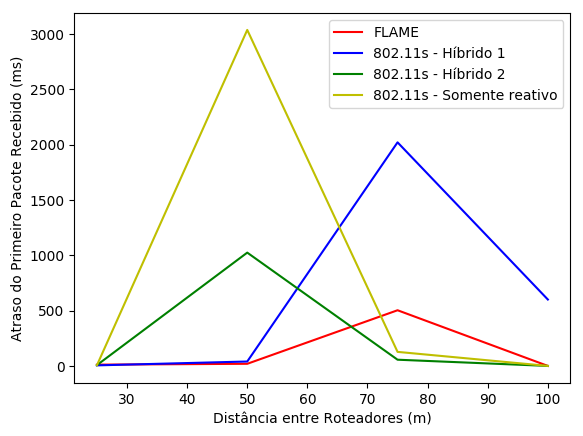 FLAME
802.11s - Híbrido 1
802.11s - Híbrido 2
802.11s - Somente reativo
Atraso do Primeiro Pacote Recebido (ms)
3000
2500
2000
1500
1000
500
0
30 40 50 60 70 80 90 100
Distância entre Roteadores (m)